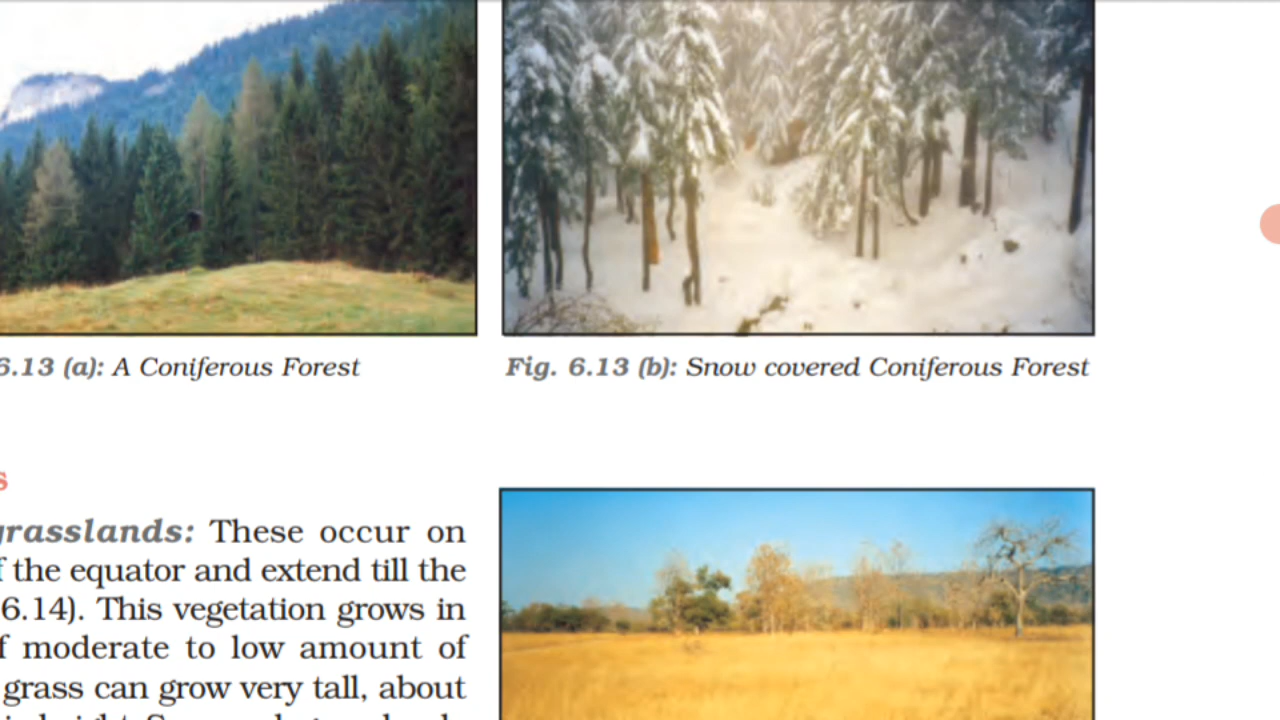 6.13 (a): A Coniferous Forest
Fig. 6.13 (b): Snow covered Coniferous Forest
s
grasslands: These occur on
f the equator and extend till the
6.14). This vegetation grows in
f moderate to low amount of
grass can grow very tall, about